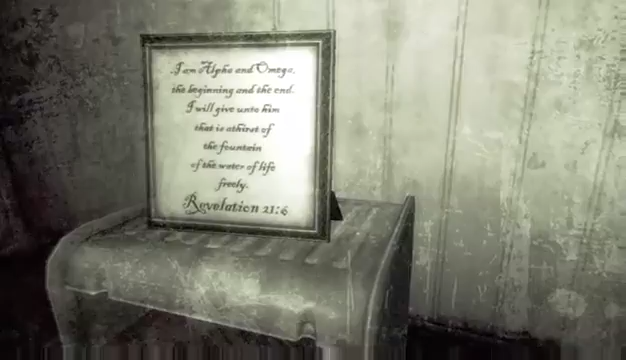 I am Alpha and Omega,
the beginning and the end.
I will give unto him
that is athirst of
the fountain
of the water of life
freely.
Revelation 21:6